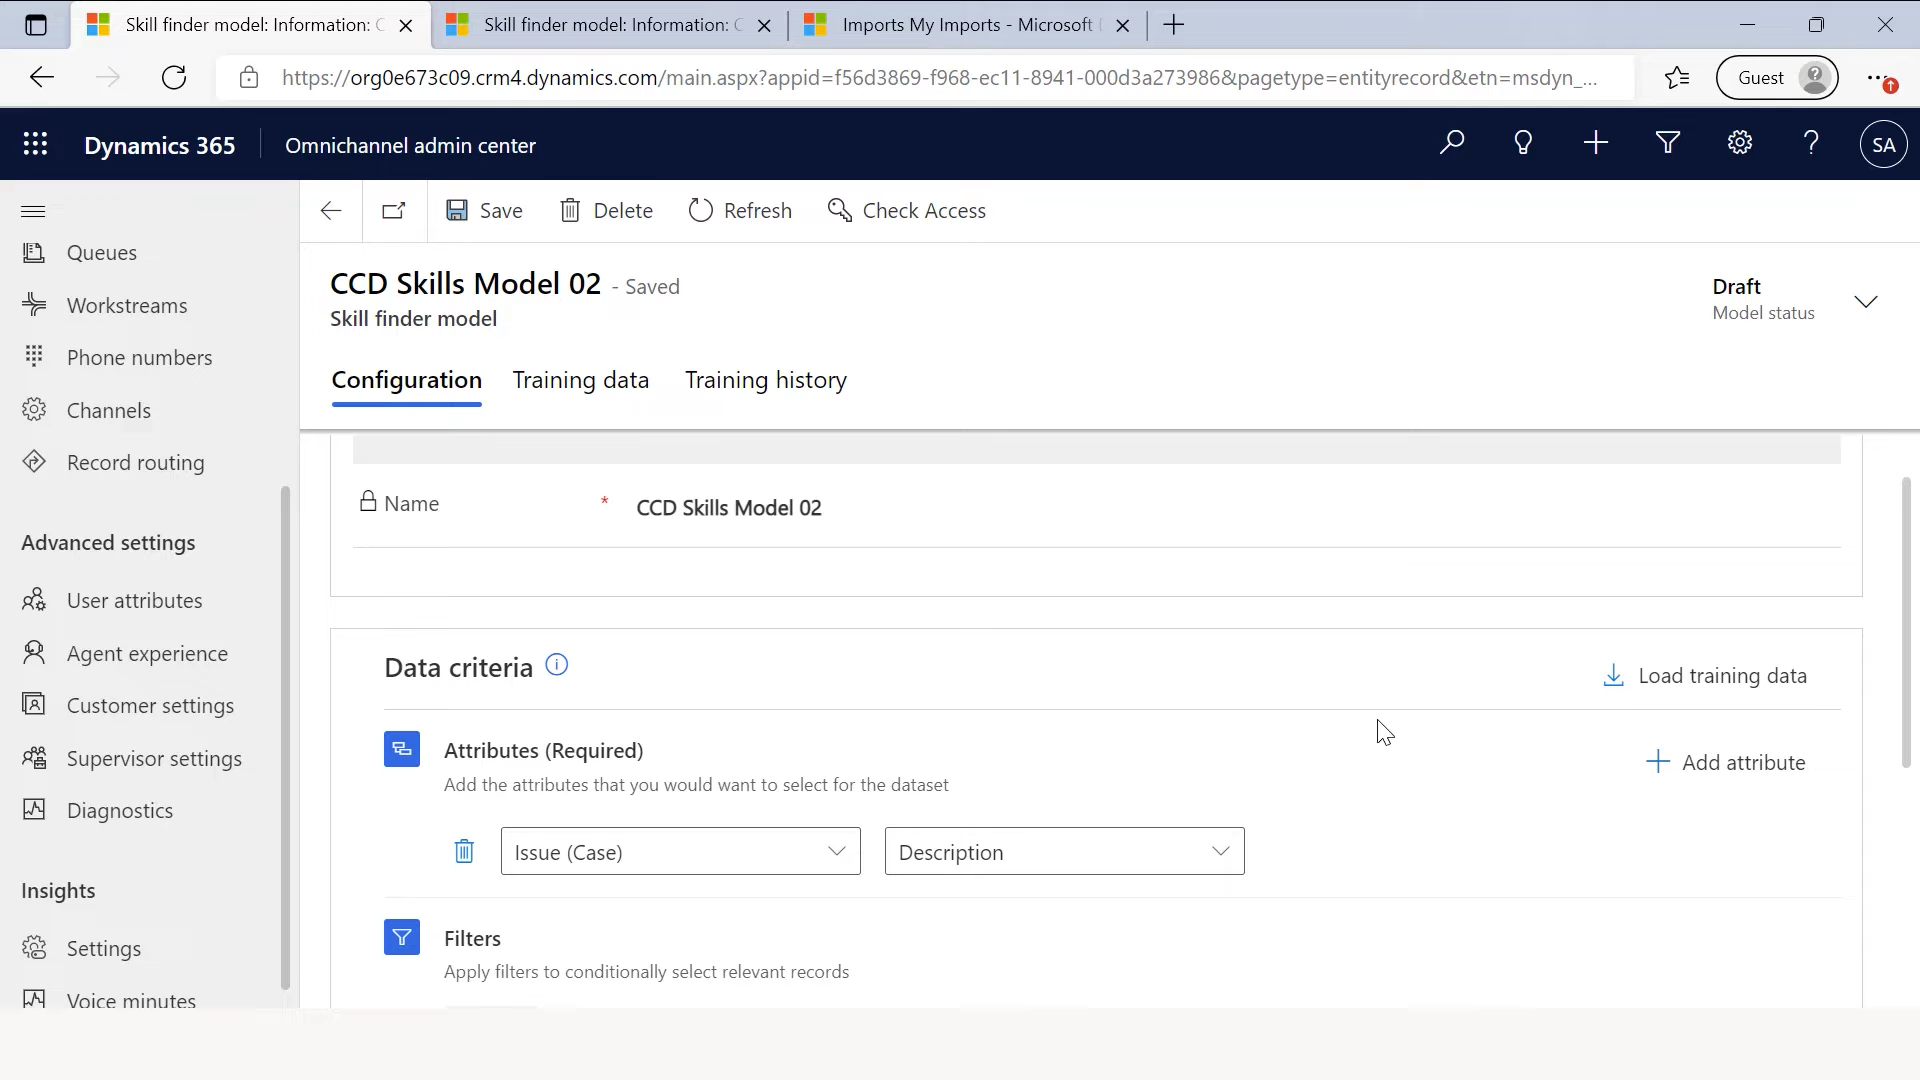 Skill finder model: Information: C
Skill finder model: Information: C
Imports My Imports - Microsoft
https://org0e673c09.crm4.dynamics.com/main.aspx?appid=f56d3869-f968-ec11-8941-000d3a273986&pagetype=entityrecord&etn=msdyn_...
Guest
Dynamics 365
Omnichannel admin center
SA
Save
Delete
Refresh
Check Access
Queues
Workstreams
Phone numbers
Channels
Record routing
Advanced settings
User attributes
Agent experience
Customer settings
Supervisor settings
Diagnostics
Insights
Settings
Voice minutes
CCD Skills Model 02 - Saved
Skill finder model
Draft
Model status
Configuration
Training data
Training history
Name * CCD Skills Model 02
Data criteria
Load training data
Attributes (Required)
Add the attributes that you would want to select for the dataset
Add attribute
Issue (Case)
Description
Filters
Apply filters to conditionally select relevant records